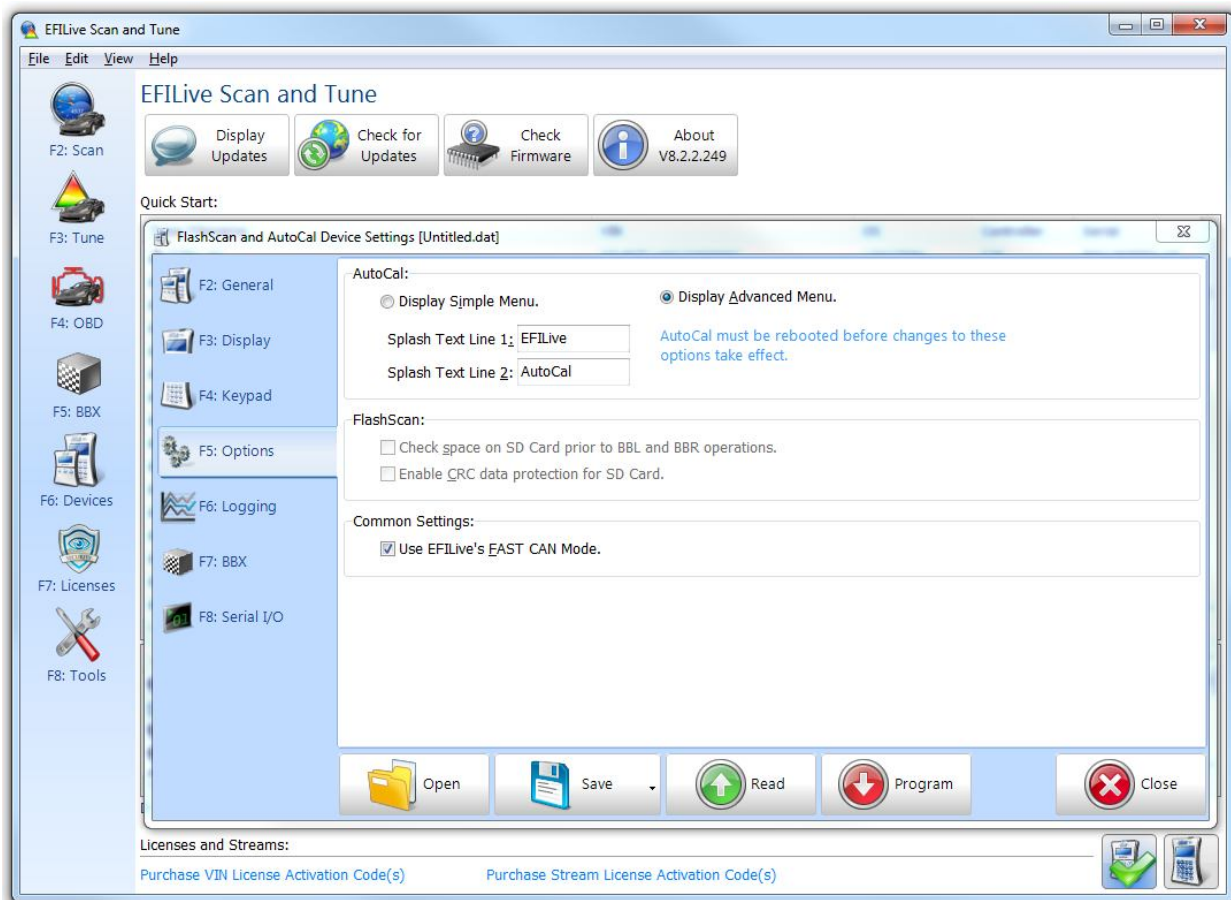 EFILive Scan and Tune
File Edit View Help
EFILive Scan and Tune
F2: Scan
F3: Tune
F4: OBD
F5: BBX
F6: Devices
F7: Licenses
F8: Tools
Display Updates
Check for Updates
Check Firmware
About V8.2.2.249
Quick Start:
FlashScan and AutoCal Device Settings [Untitled.dat]
F2: General
F3: Display
F4: Keypad
F5: Options
F6: Logging
F7: BBX
F8: Serial I/O
AutoCal:
Display Simple Menu.
Display Advanced Menu.
Splash Text Line 1: EFILive
Splash Text Line 2: AutoCal
AutoCal must be rebooted before changes to these
options take effect.
FlashScan:
Check space on SD Card prior to BBL and BBR operations.
Enable CRC data protection for SD Card.
Common Settings:
Use EFILive's FAST CAN Mode.
Open
Save
Read
Program
Close
Licenses and Streams:
Purchase VIN License Activation Code(s)
Purchase Stream License Activation Code(s)